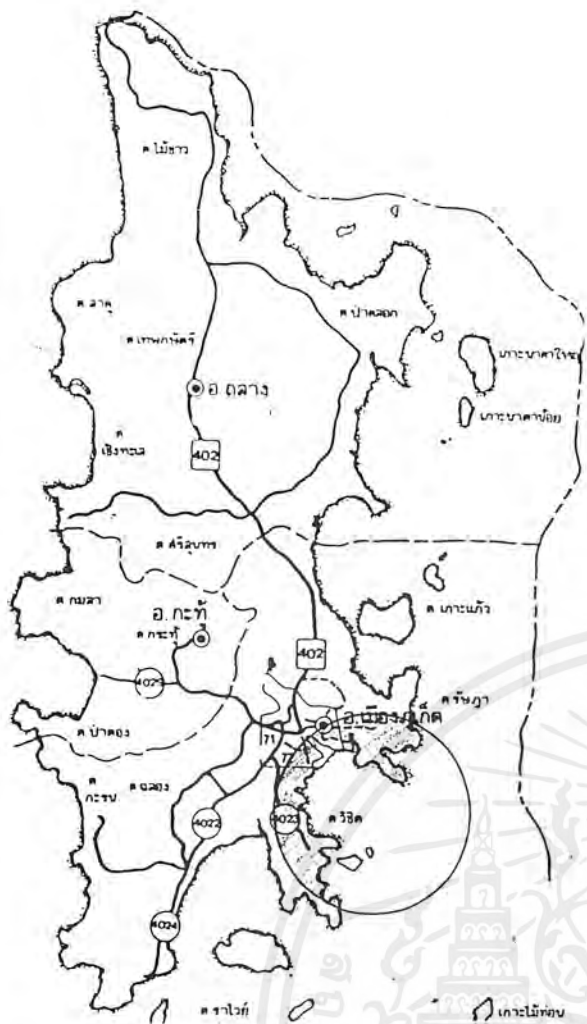 ต ไม้ขาว
ต สาคู
ต เทพกษัตรี
ต ป่าคลอก
เกาะนาคาใหญ่
อ ถลาง
เกาะนาคาน้อย
ต
เชิงทะเล
402
ต ศรีสุนทร
ต กมลา
อ. กะทู้
ต กระทู้
ต เกาะแก้ว
402
4029
ต รัษฎา
อ.เมืองภูเก็ต
71
ต ป่าตอง
ต
กะรน
ต ฉลอง
4022
4023
ต วิชิต
4024
ต ราไวย์
เกาะไม้ท่อน